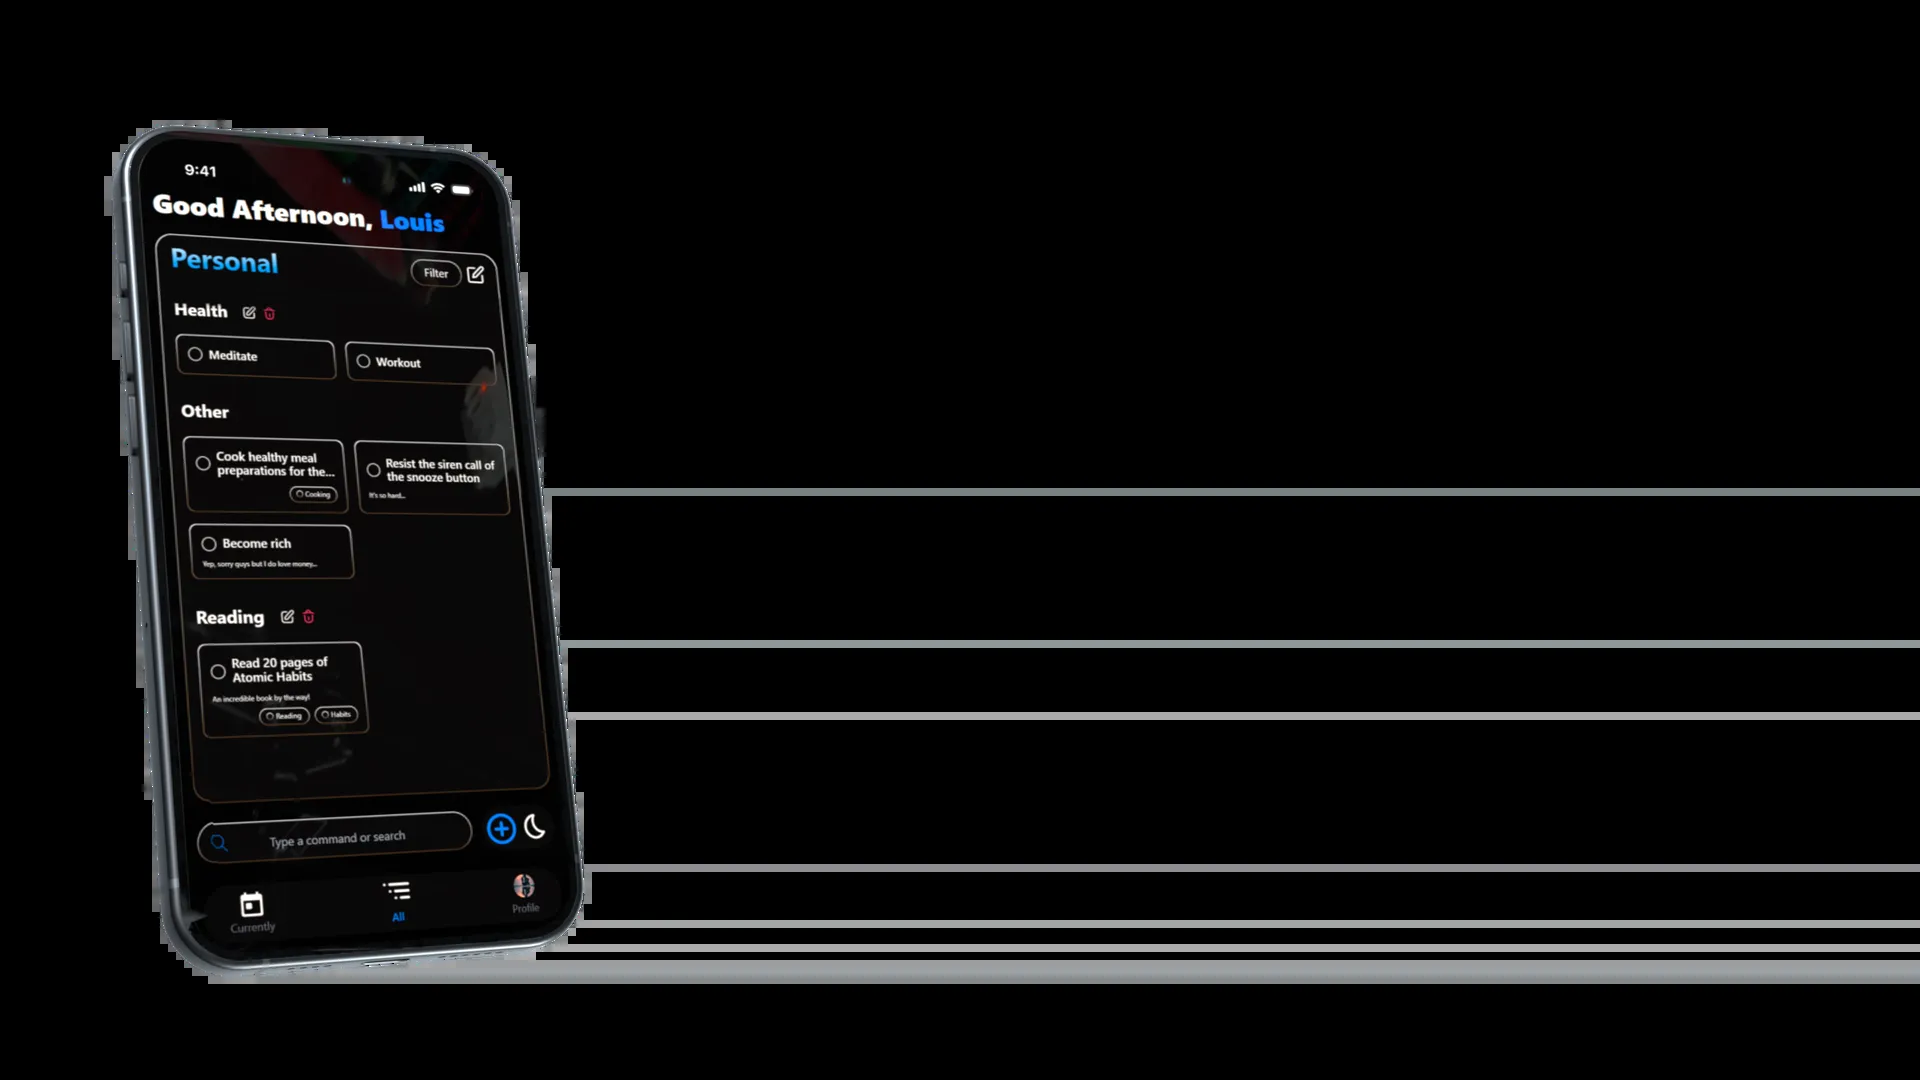 9:41
Good Afternoon, Louis
Personal
Filter
Health
Meditate
Workout
Other
Cook healthy meal
preparations for the...
Cooking
Resist the siren call of
the snooze button
It's so hard...
Become rich
Yep, sorry guys but I do love money...
Reading
Read 20 pages of
Atomic Habits
An incredible book by the way!
Reading
Habits
Type a command or search
Currently
All
Profile